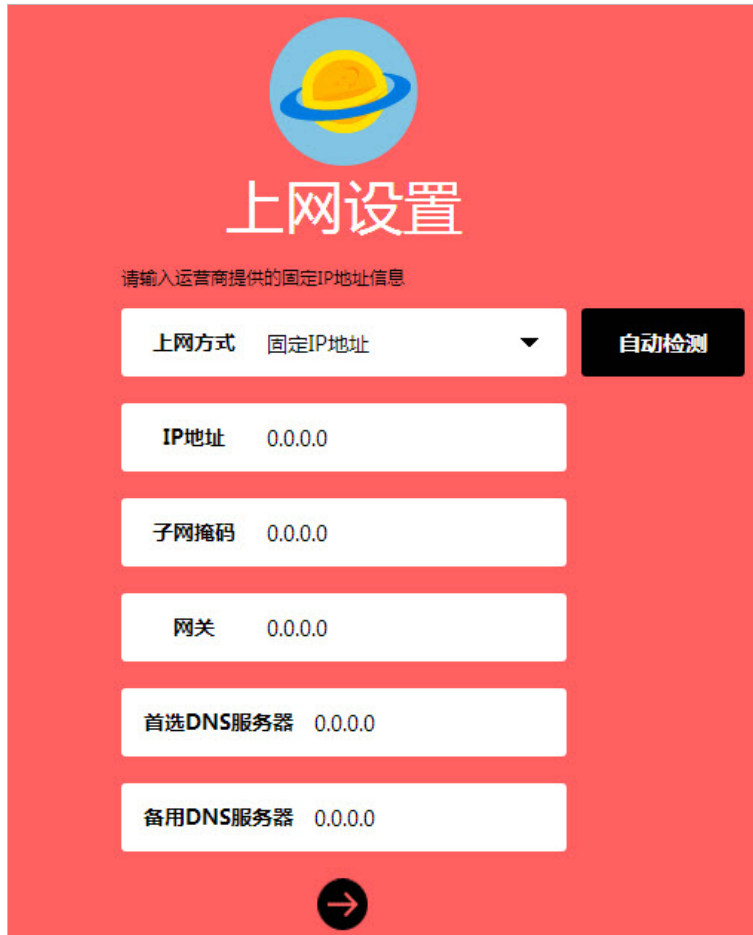 上网设置
请输入运营商提供的固定IP地址信息
上网方式 固定IP地址 自动检测
IP地址 0.0.0.0
子网掩码 0.0.0.0
网关 0.0.0.0
首选DNS服务器 0.0.0.0
备用DNS服务器 0.0.0.0